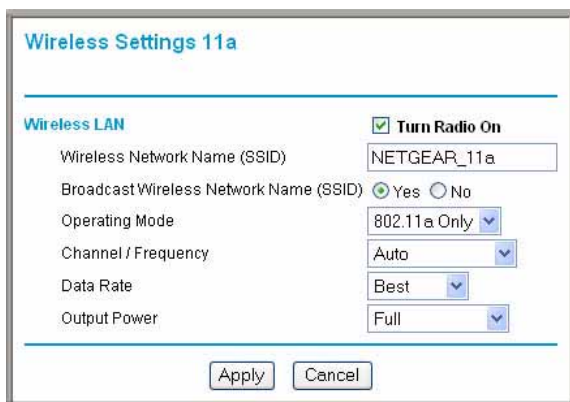 Wireless Settings 11a
Wireless LAN Turn Radio On
Wireless Network Name (SSID) NETGEAR_11a
Broadcast Wireless Network Name (SSID) Yes No
Operating Mode 802.11a Only
Channel / Frequency Auto
Data Rate Best
Output Power Full
Apply Cancel